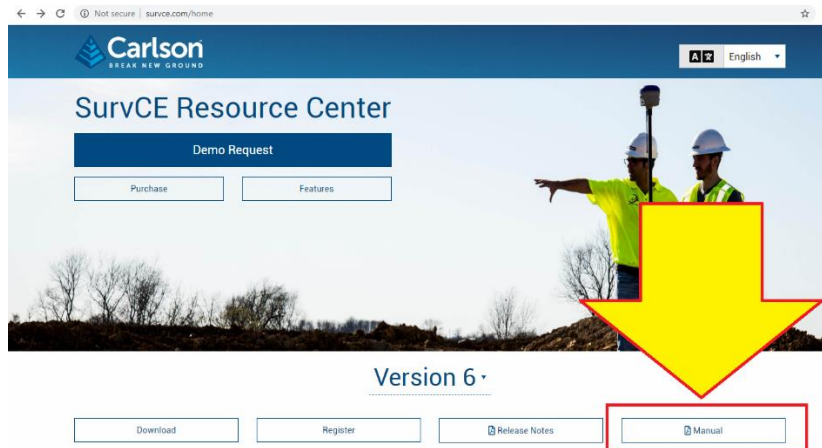 Not secure | survce.com/home
Carlson
BREAK NEW GROUND
English
SurvCE Resource Center
Demo Request
Purchase
Features
Version 6
Download
Register
Release Notes
Manual